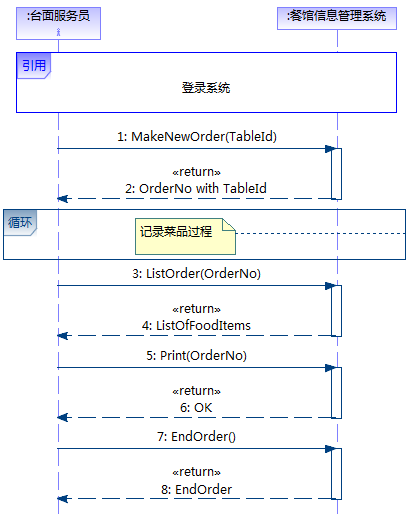 :台面服务员
:餐馆信息管理系统
引用
登录系统
1: MakeNewOrder(TableId)
«return»
2: OrderNo with TableId
循环
记录菜品过程
3: ListOrder(OrderNo)
«return»
4: ListOfFoodItems
5: Print(OrderNo)
«return»
6: OK
7: EndOrder()
«return»
8: EndOrder